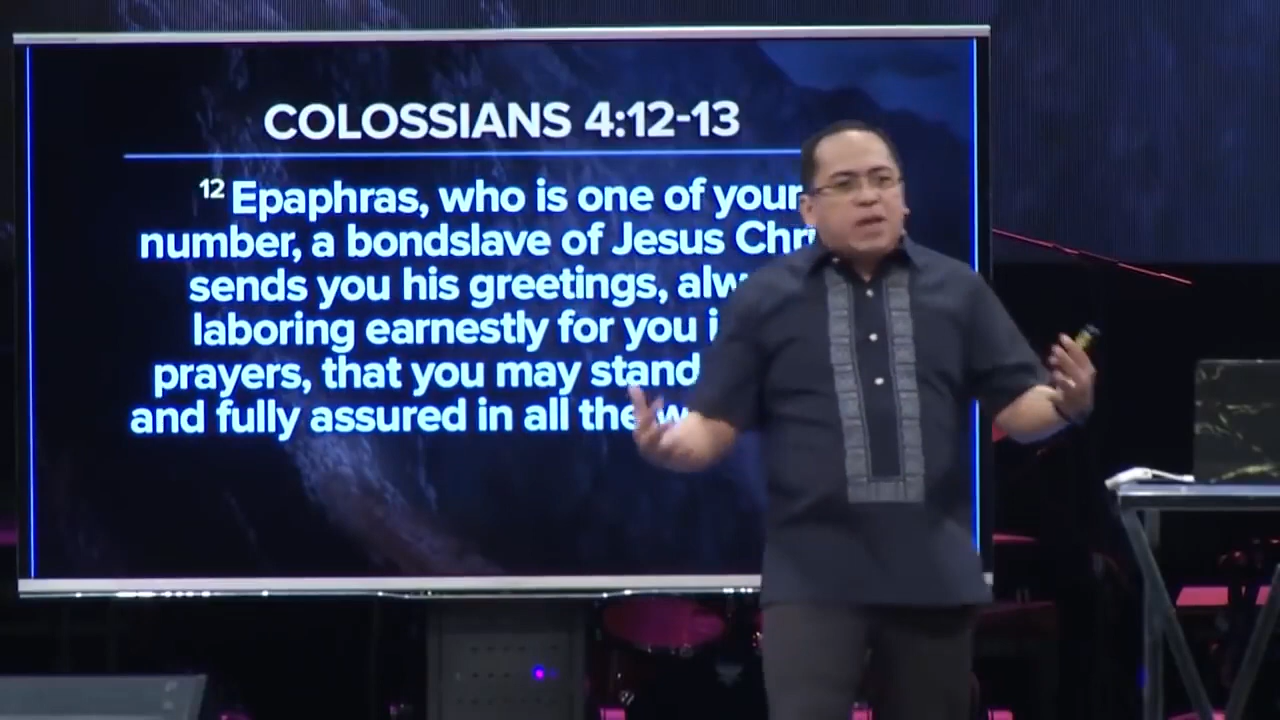 COLOSSIANS 4:12-13
12 Epaphras, who is one of your
number, a bondslave of Jesus
sends you his greetings,
laboring earnestly for you
prayers, that you may stand
and fully assured in all the